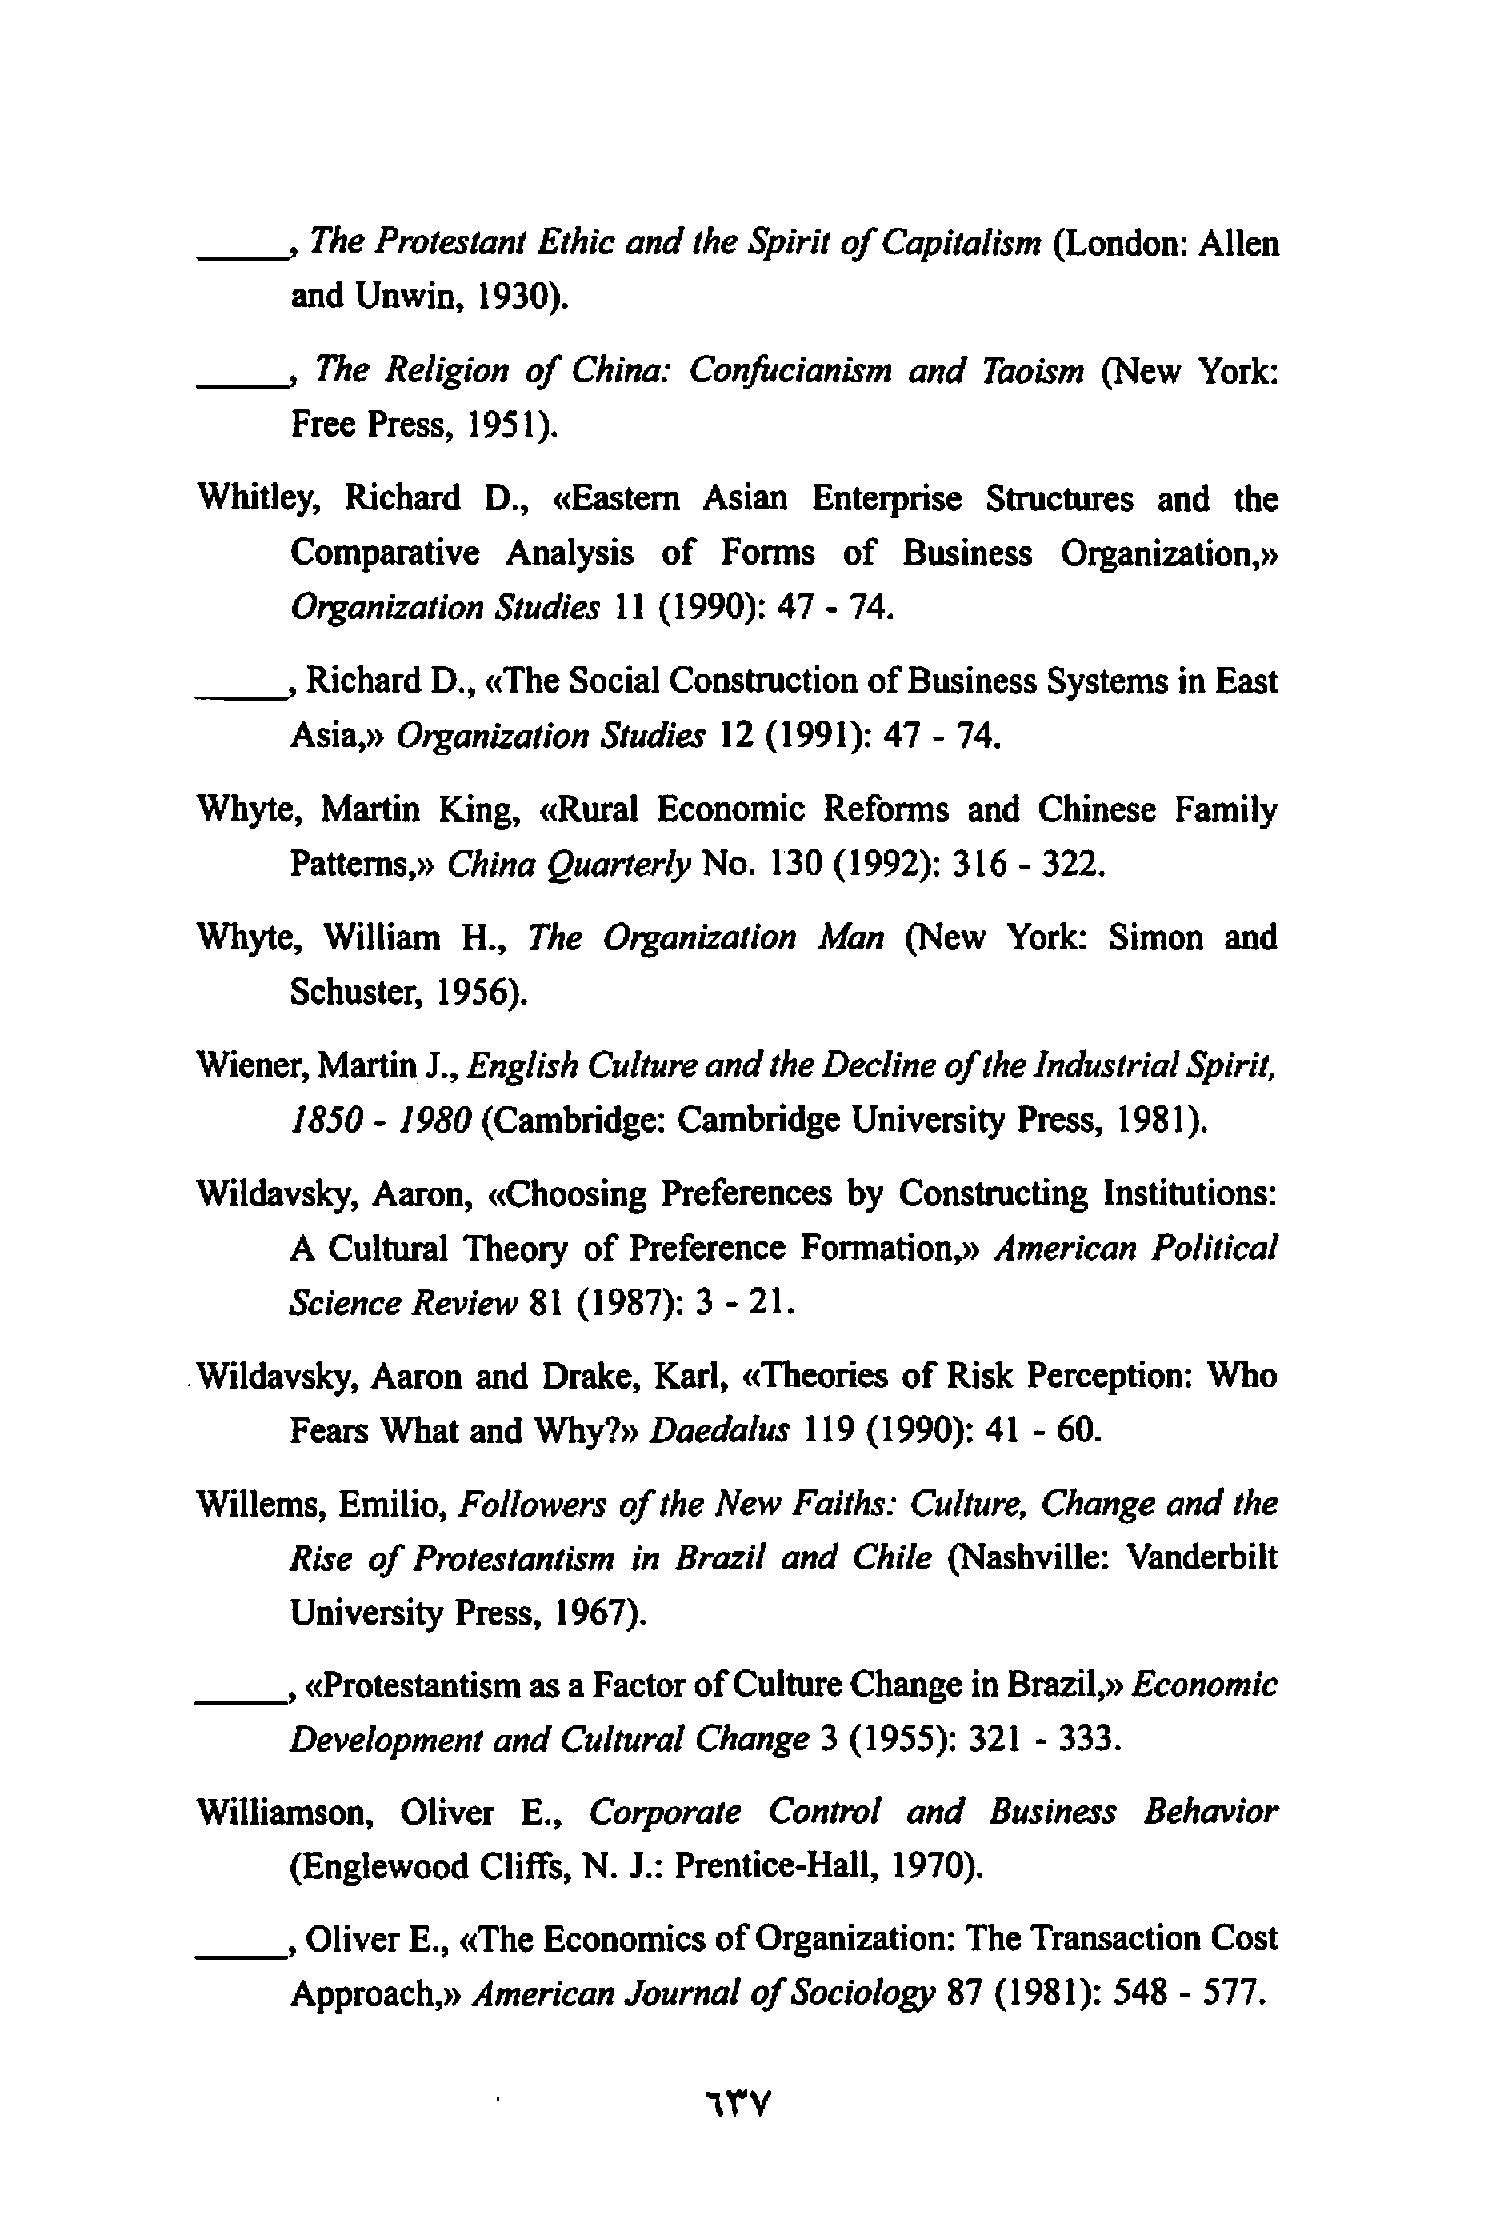 _____, The Protestant Ethic and the Spirit of Capitalism (London: Allen
and Unwin, 1930).
_____, The Religion of China: Confucianism and Taoism (New York:
Free Press, 1951).
Whitley, Richard D., «Eastern Asian Enterprise Structures and the
Comparative Analysis of Forms of Business Organization,»
Organization Studies 11 (1990): 47 - 74.
_____, Richard D., «The Social Construction of Business Systems in East
Asia,» Organization Studies 12 (1991): 47 - 74.
Whyte, Martin King, «Rural Economic Reforms and Chinese Family
Patterns,» China Quarterly No. 130 (1992): 316 - 322.
Whyte, William H., The Organization Man (New York: Simon and
Schuster, 1956).
Wiener, Martin J., English Culture and the Decline of the Industrial Spirit,
1850 - 1980 (Cambridge: Cambridge University Press, 1981).
Wildavsky, Aaron, «Choosing Preferences by Constructing Institutions:
A Cultural Theory of Preference Formation,» American Political
Science Review 81 (1987): 3 - 21.
Wildavsky, Aaron and Drake, Karl, «Theories of Risk Perception: Who
Fears What and Why?» Daedalus 119 (1990): 41 - 60.
Willems, Emilio, Followers of the New Faiths: Culture, Change and the
Rise of Protestantism in Brazil and Chile (Nashville: Vanderbilt
University Press, 1967).
_____, «Protestantism as a Factor of Culture Change in Brazil,» Economic
Development and Cultural Change 3 (1955): 321 - 333.
Williamson, Oliver E., Corporate Control and Business Behavior
(Englewood Cliffs, N. J.: Prentice-Hall, 1970).
_____, Oliver E., «The Economics of Organization: The Transaction Cost
Approach,» American Journal of Sociology 87 (1981): 548 - 577.
٦٣٧